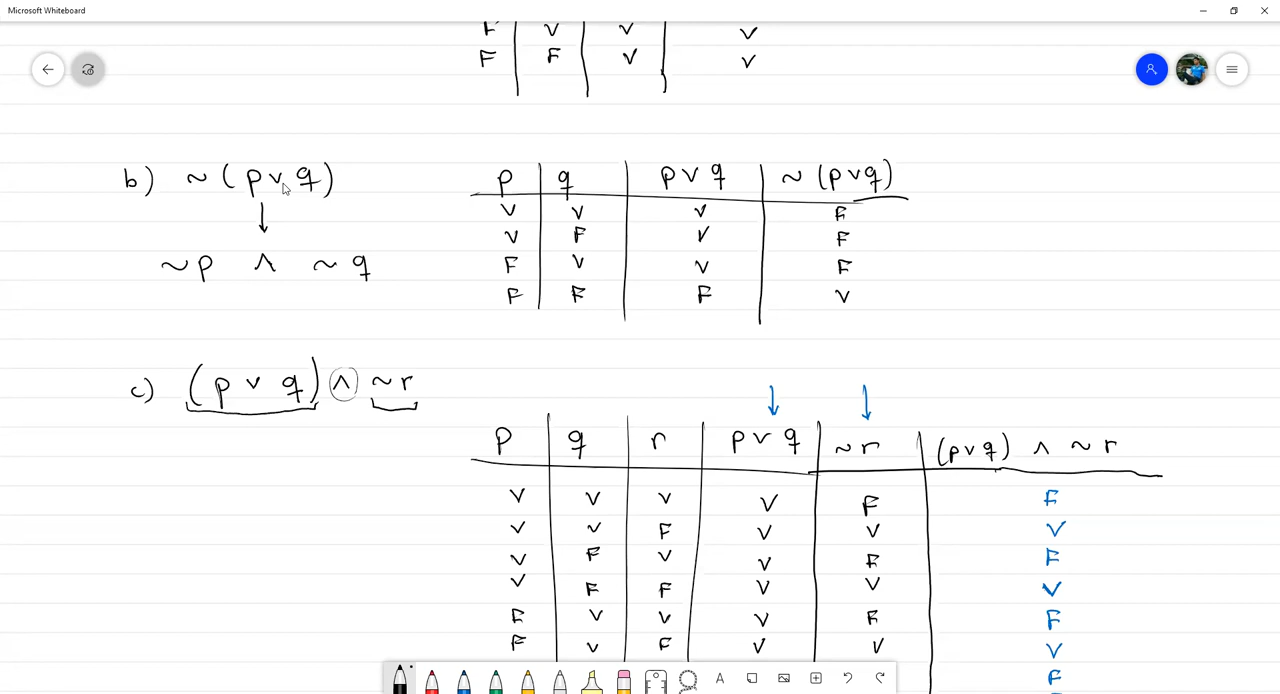 Microsoft Whiteboard
F V V V
F F V V
b) ~ (p ∨ q)
~p ∧ ~q
p q p ∨ q ~ (p∨q)
V V V F
V F V F
F V V F
F F F V
c) (p ∨ q) ∧ ~r
p q r p ∨ q ~r (p∨q) ∧ ~r
V V V V F F
V V F V V V
V F V V F F
V F F V V V
F V V V F F
F V F V V V
F
A